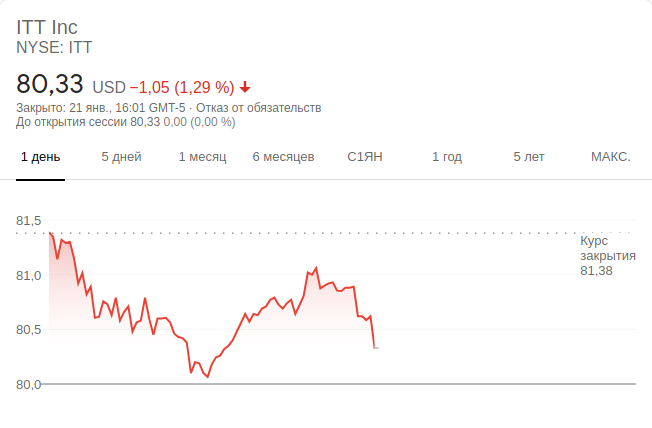 ITT Inc
NYSE: ITT
80,33 USD −1,05 (1,29 %)
Закрыто: 21 янв., 16:01 GMT-5 · Отказ от обязательств
До открытия сессии 80,33 0,00 (0,00 %)
1 день 5 дней 1 месяц 6 месяцев С1ЯН 1 год 5 лет МАКС.
81,5
Курс
закрытия
81,38
81,0
80,5
80,0